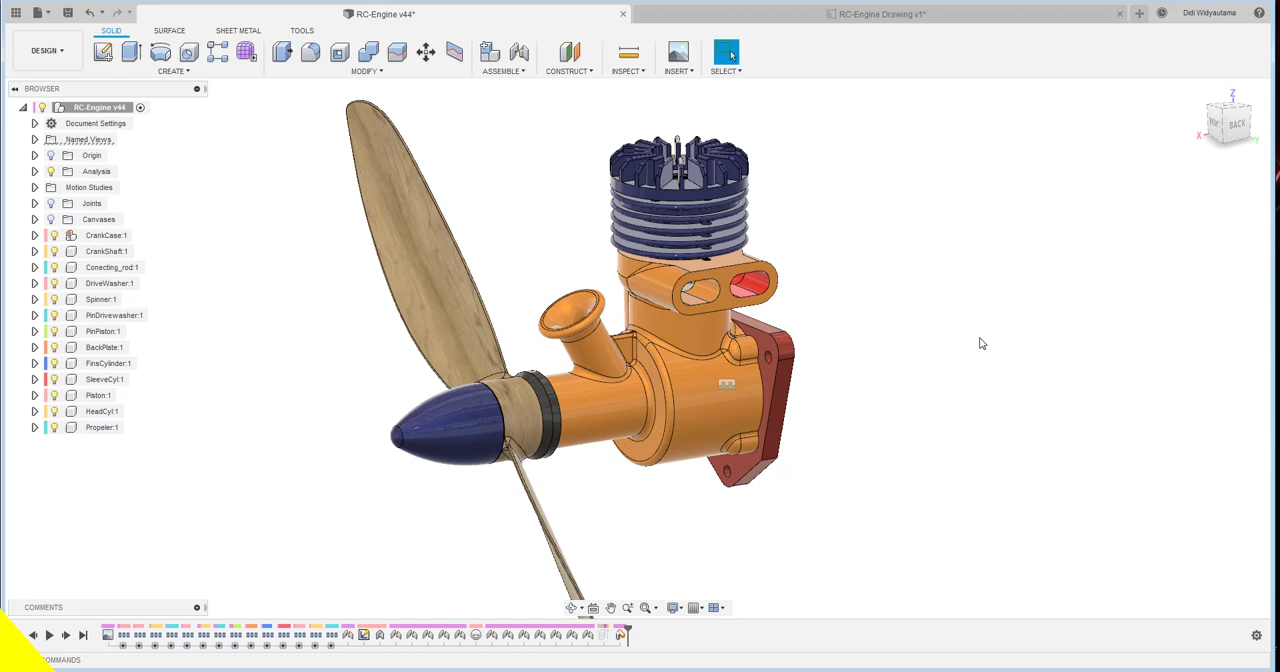 RC-Engine v44*
RC-Engine Drawing v1*
Didi Widyautama
SOLID
SURFACE
SHEET METAL
TOOLS
DESIGN
CREATE
MODIFY
ASSEMBLE
CONSTRUCT
INSPECT
INSERT
SELECT
BROWSER
RC-Engine v44
Document Settings
Named Views
Origin
Analysis
Motion Studies
Joints
Canvases
CrankCase:1
CrankShaft:1
Conecting_rod:1
DriveWasher:1
Spinner:1
PinDrivewasher:1
PinPiston:1
BackPlate:1
FinsCylinder:1
SleeveCyl:1
Piston:1
HeadCyl:1
Propeler:1
Z
BACK
X
Y
COMMENTS
OMMANDS